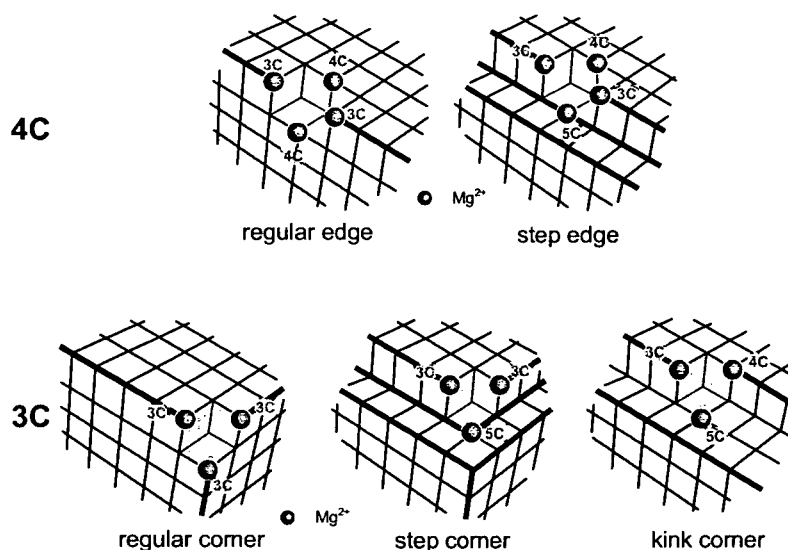 3C 4C 3C 4C
4C
3C 4C 3C 5C
Mg²⁺
regular edge step edge
3C
3C 3C 3C
3C 3C 5C
3C 4C 5C
Mg²⁺
regular corner step corner kink corner